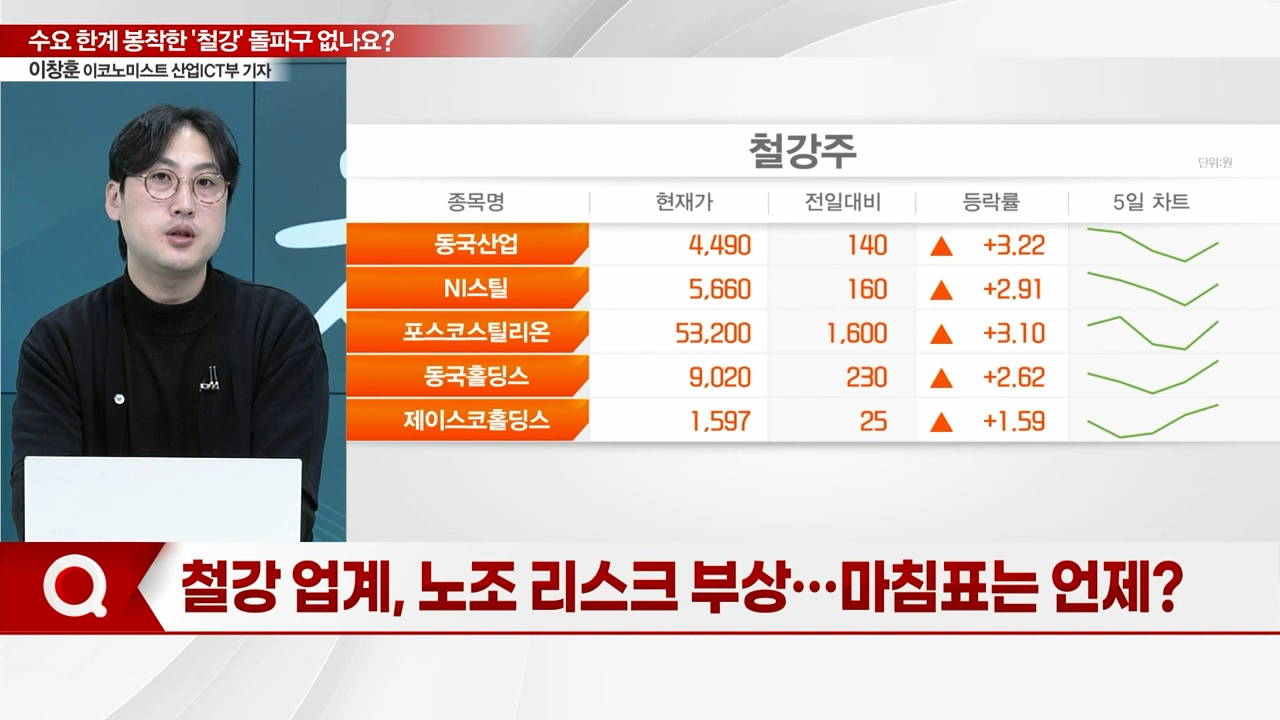 수요 한계 봉착한 '철강' 돌파구 없나요?
이창훈 이코노미스트 산업ICT부 기자
철강주
단위:원
종목명 현재가 전일대비 등락률 5일 차트
동국산업 4,490 140 ▲ +3.22
NI스틸 5,660 160 ▲ +2.91
포스코스틸리온 53,200 1,600 ▲ +3.10
동국홀딩스 9,020 230 ▲ +2.62
제이스코홀딩스 1,597 25 ▲ +1.59
Q 철강 업계, 노조 리스크 부상…마침표는 언제?